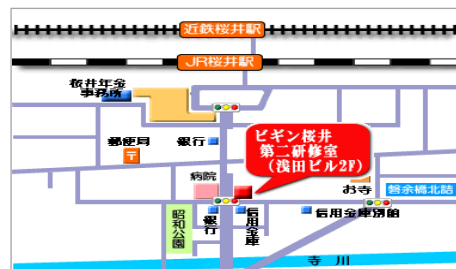 近鉄桜井駅
JR桜井駅
桜井年金
事務所
郵便局
〒
銀行
ビギン桜井
第二研修室
(浅田ビル2F)
病院
お寺
磐余橋北詰
昭和公園
銀行
信用金庫
信用金庫別館
寺川